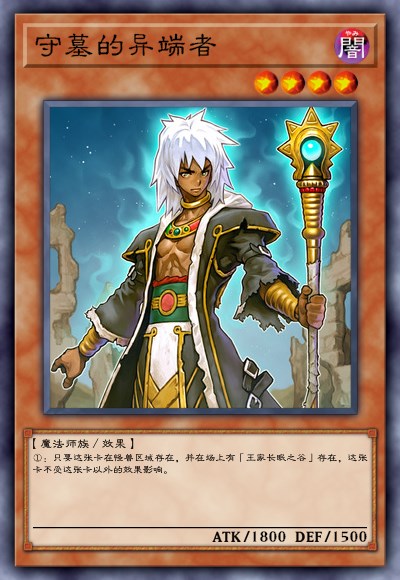 守墓的异端者
やみ
闇
【魔法师族／效果】
①：只要这张卡在怪兽区域存在，并在场上有「王家长眠之谷」存在，这张
卡不受这张卡以外的效果影响。
ATK/1800 DEF/1500